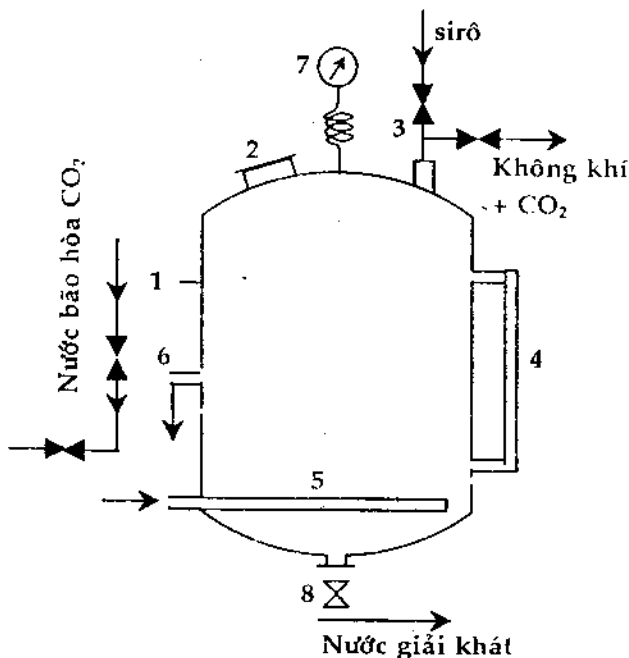 sirô
7
3
2
Không khí
+ CO₂
Nước bão hòa CO₂
1
6
4
5
8
Nước giải khát